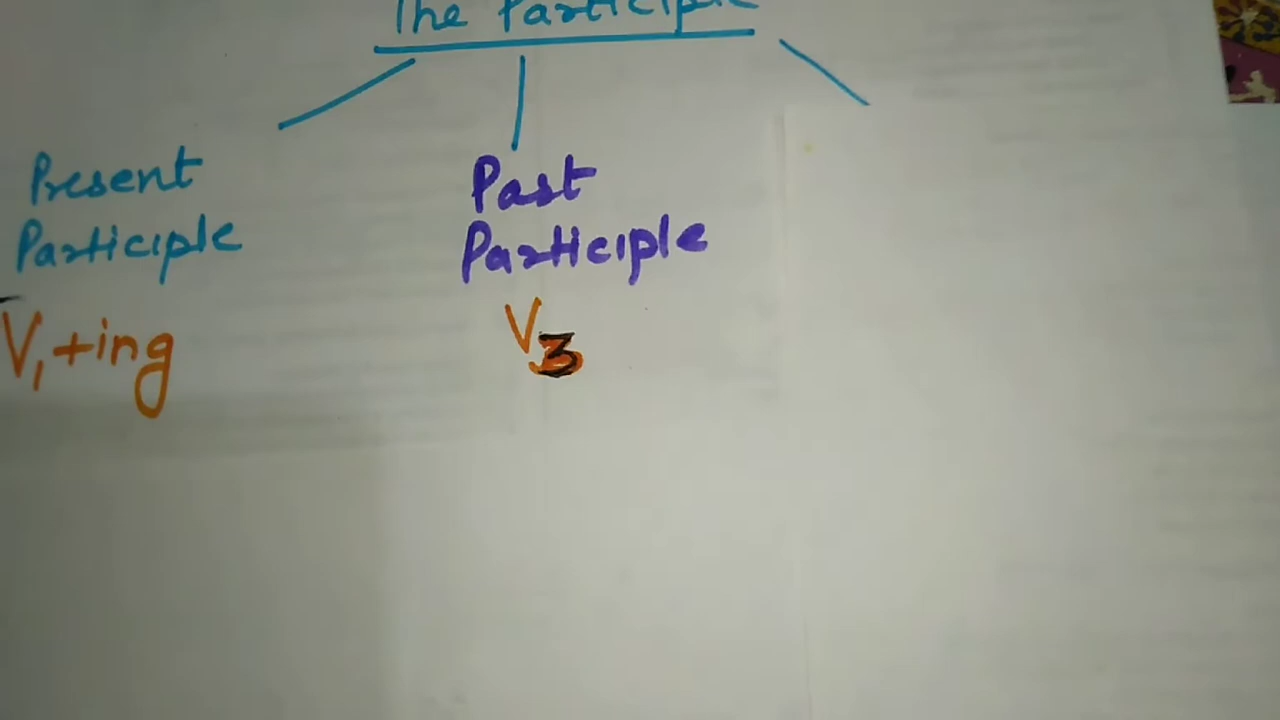 The Participle
Present
Participle
V1+ing
Past
Participle
V3